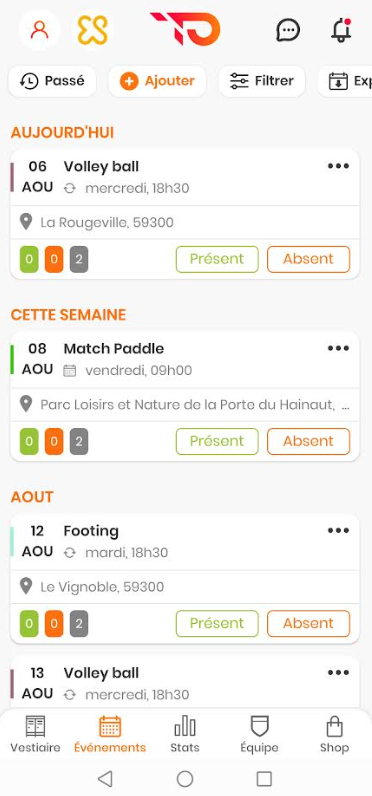 Passé
Ajouter
Filtrer
Exp
AUJOURD'HUI
06 Volley ball
AOU mercredi, 18h30
La Rougeville, 59300
0 0 2 Présent Absent
CETTE SEMAINE
08 Match Paddle
AOU vendredi, 09h00
Parc Loisirs et Nature de la Porte du Hainaut, ...
0 0 2 Présent Absent
AOUT
12 Footing
AOU mardi, 18h30
Le Vignoble, 59300
0 0 2 Présent Absent
13 Volley ball
AOU mercredi, 18h30
Vestiaire Événements Stats Équipe Shop